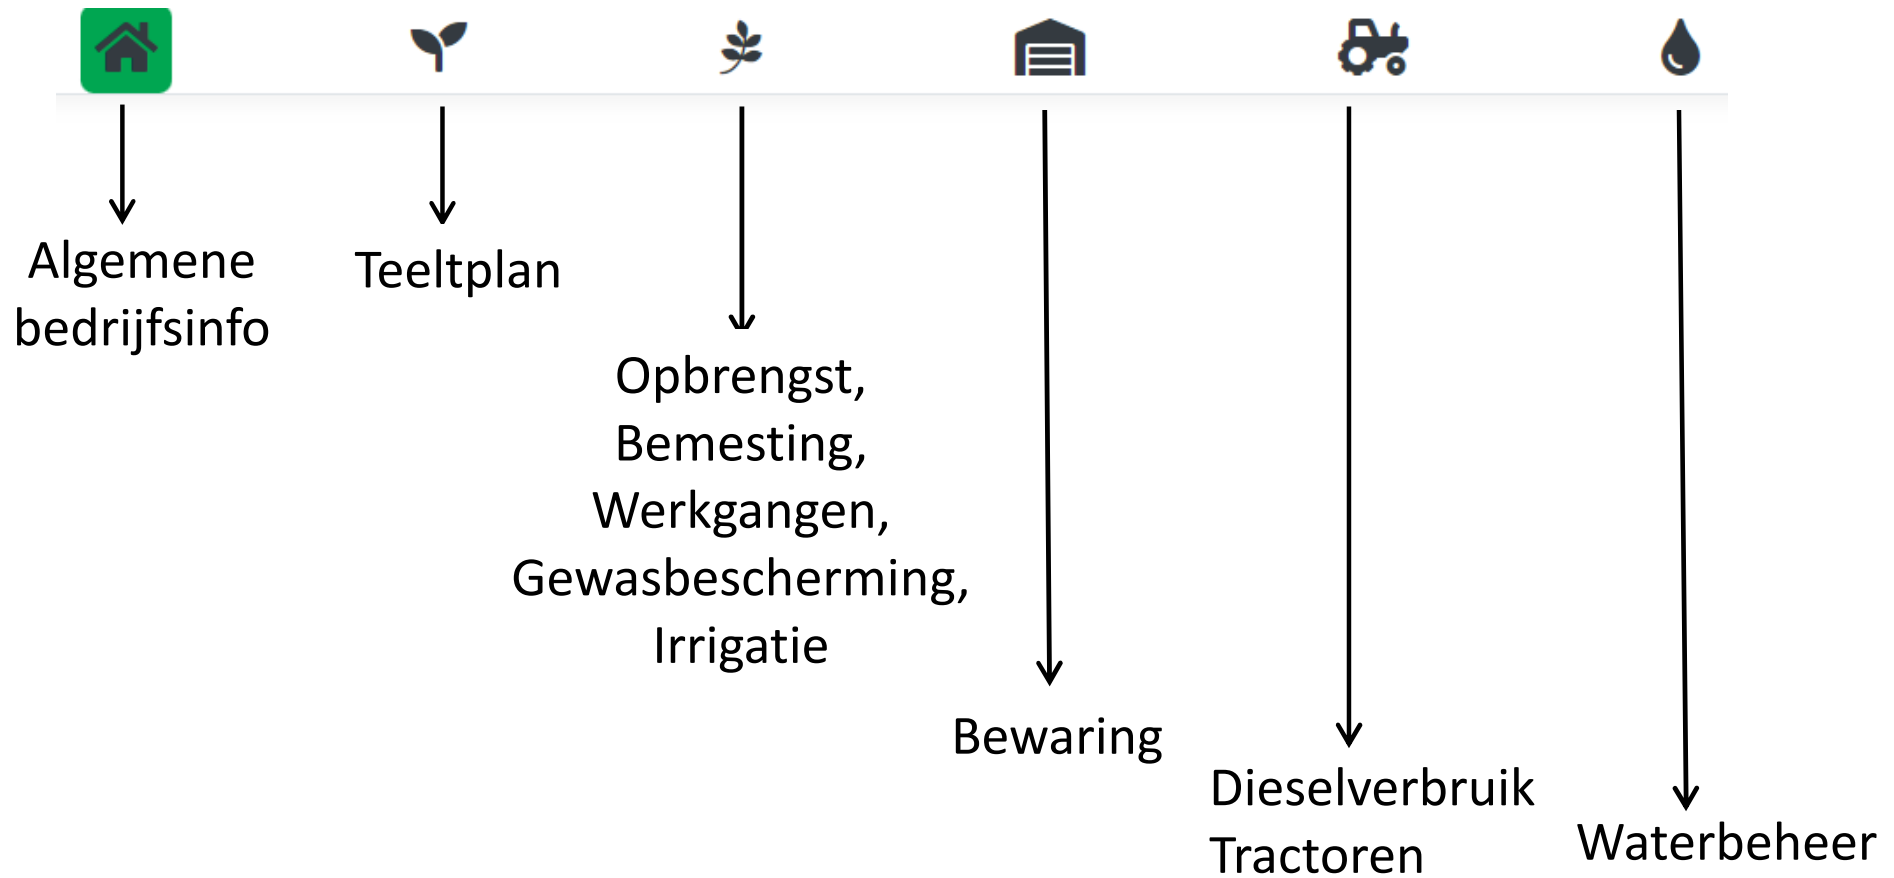 Algemene
bedrijfsinfo
Teeltplan
Opbrengst,
Bemesting,
Werkgangen,
Gewasbescherming,
Irrigatie
Bewaring
Dieselverbruik
Tractoren
Waterbeheer